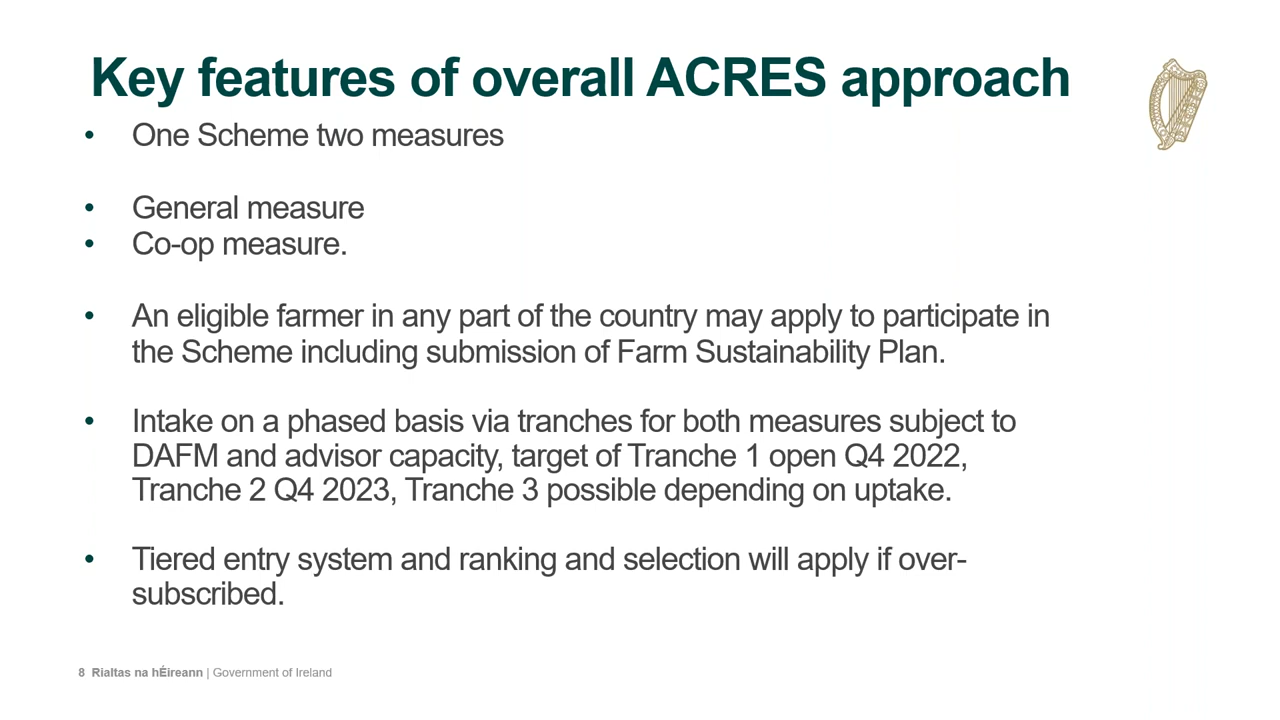 Key features of overall ACRES approach
• One Scheme two measures
• General measure
• Co-op measure.
• An eligible farmer in any part of the country may apply to participate in
the Scheme including submission of Farm Sustainability Plan.
• Intake on a phased basis via tranches for both measures subject to
DAFM and advisor capacity, target of Tranche 1 open Q4 2022,
Tranche 2 Q4 2023, Tranche 3 possible depending on uptake.
• Tiered entry system and ranking and selection will apply if over-
subscribed.
8 Rialtas na hÉireann | Government of Ireland